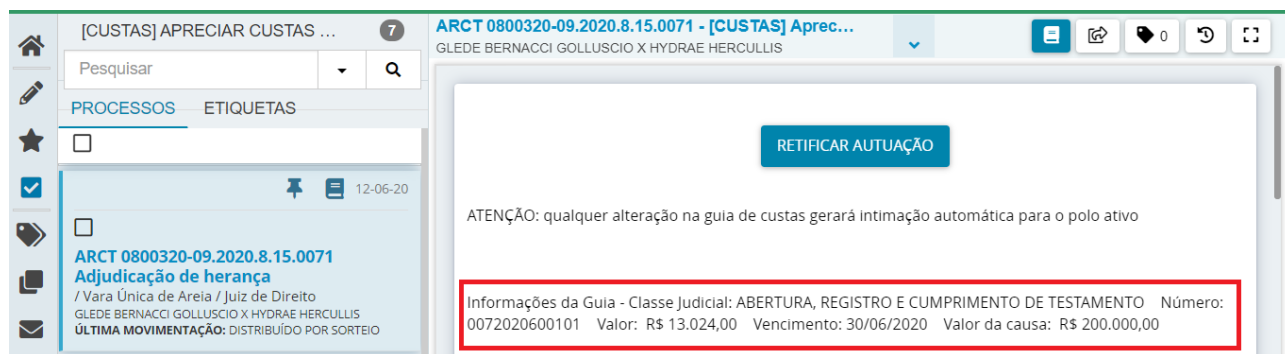 [CUSTAS] APRECIAR CUSTAS ...
7
Pesquisar
PROCESSOS ETIQUETAS
12-06-20
ARCT 0800320-09.2020.8.15.0071
Adjudicação de herança
/ Vara Única de Areia / Juiz de Direito
GLEDE BERNACCI GOLLUSCIO X HYDRAE HERCULLIS
ÚLTIMA MOVIMENTAÇÃO: DISTRIBUÍDO POR SORTEIO
ARCT 0800320-09.2020.8.15.0071 - [CUSTAS] Aprec...
GLEDE BERNACCI GOLLUSCIO X HYDRAE HERCULLIS
0
RETIFICAR AUTUAÇÃO
ATENÇÃO: qualquer alteração na guia de custas gerará intimação automática para o polo ativo
Informações da Guia - Classe Judicial: ABERTURA, REGISTRO E CUMPRIMENTO DE TESTAMENTO Número:
0072020600101 Valor: R$ 13.024,00 Vencimento: 30/06/2020 Valor da causa: R$ 200.000,00